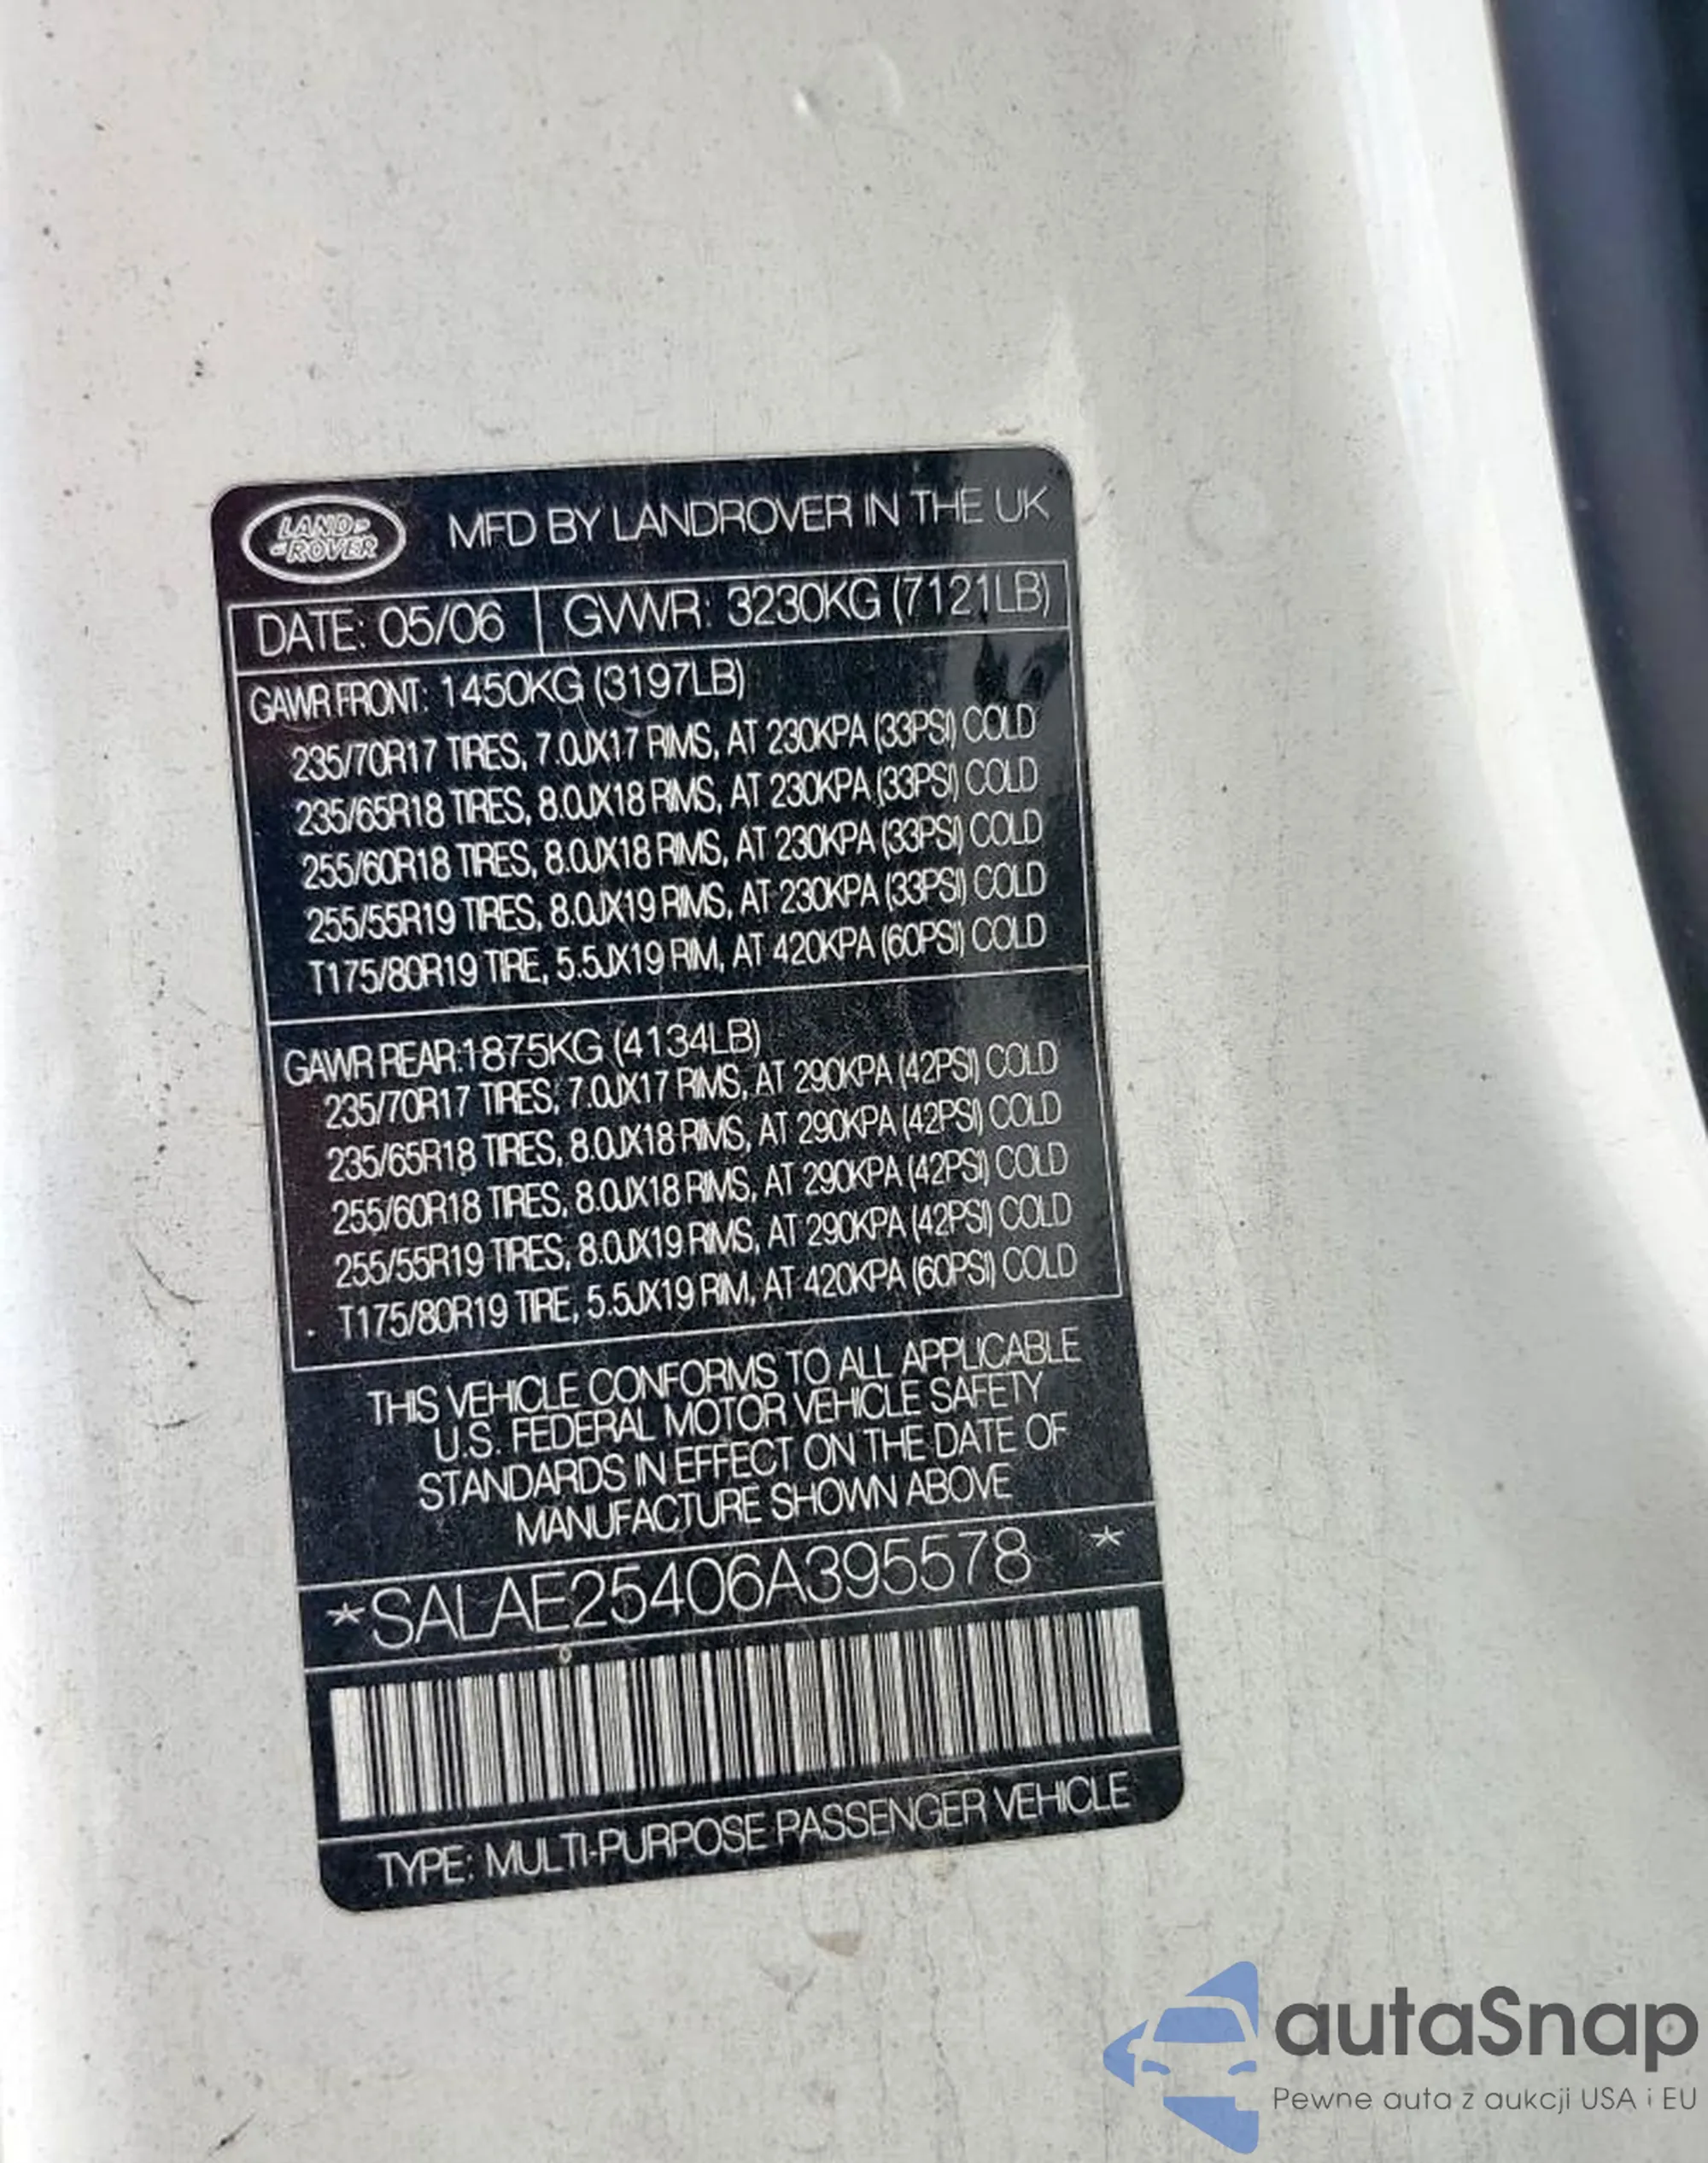 LAND
ROVER
MFD BY LANDROVER IN THE UK
DATE: 05/06
GVWR: 3230KG (7121LB)
GAWR FRONT: 1450KG (3197LB)
235/70R17 TIRES, 7.0JX17 RIMS, AT 230KPA (33PSI) COLD
235/65R18 TIRES, 8.0JX18 RIMS, AT 230KPA (33PSI) COLD
255/60R18 TIRES, 8.0JX18 RIMS, AT 230KPA (33PSI) COLD
255/55R19 TIRES, 8.0JX19 RIMS, AT 230KPA (33PSI) COLD
T175/80R19 TIRE, 5.5JX19 RIM, AT 420KPA (60PSI) COLD
GAWR REAR:1875KG (4134LB)
235/70R17 TIRES, 7.0JX17 RIMS, AT 290KPA (42PSI) COLD
235/65R18 TIRES, 8.0JX18 RIMS, AT 290KPA (42PSI) COLD
255/60R18 TIRES, 8.0JX18 RIMS, AT 290KPA (42PSI) COLD
255/55R19 TIRES, 8.0JX19 RIMS, AT 290KPA (42PSI) COLD
T175/80R19 TIRE, 5.5JX19 RIM, AT 420KPA (60PSI) COLD
THIS VEHICLE CONFORMS TO ALL APPLICABLE
U.S. FEDERAL MOTOR VEHICLE SAFETY
STANDARDS IN EFFECT ON THE DATE OF
MANUFACTURE SHOWN ABOVE
*SALAE25406A395578 *
TYPE: MULTI-PURPOSE PASSENGER VEHICLE
autaSnap
Pewne auta z aukcji USA i EU